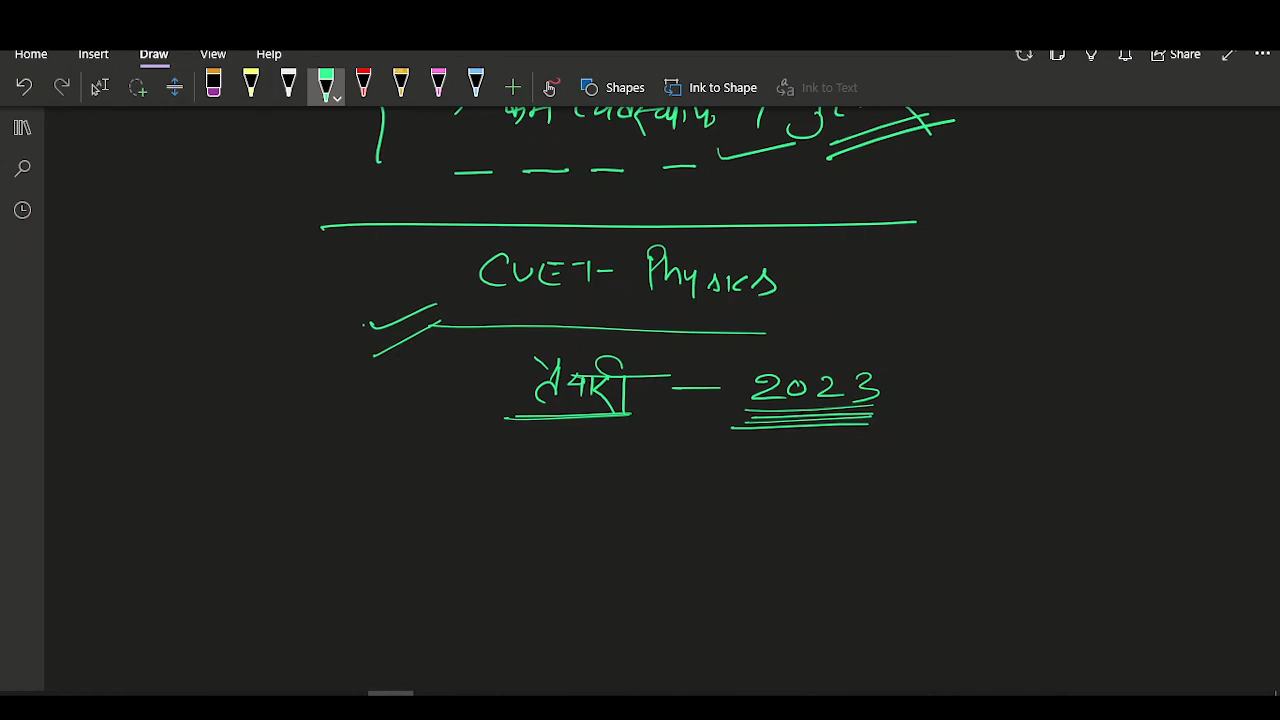 Home Insert Draw View Help Share
Shapes Ink to Shape Ink to Text
CUET- Physics
तैयारी — 2023